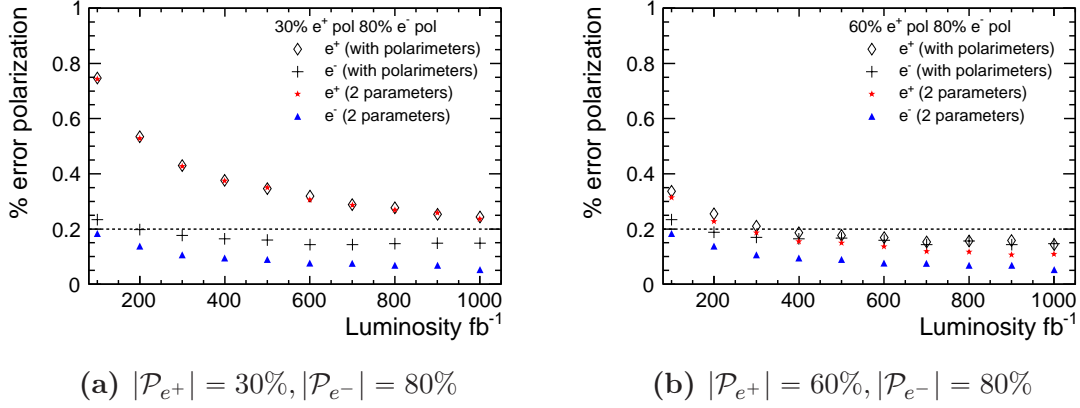 30% e⁺ pol 80% e⁻ pol
e⁺ (with polarimeters)
e⁻ (with polarimeters)
e⁺ (2 parameters)
e⁻ (2 parameters)
% error polarization
1
0.8
0.6
0.4
0.2
0
200 400 600 800 1000
Luminosity fb⁻¹
(a) |𝒫ₑ₊| = 30%, |𝒫ₑ₋| = 80%
60% e⁺ pol 80% e⁻ pol
e⁺ (with polarimeters)
e⁻ (with polarimeters)
e⁺ (2 parameters)
e⁻ (2 parameters)
% error polarization
1
0.8
0.6
0.4
0.2
0
200 400 600 800 1000
Luminosity fb⁻¹
(b) |𝒫ₑ₊| = 60%, |𝒫ₑ₋| = 80%